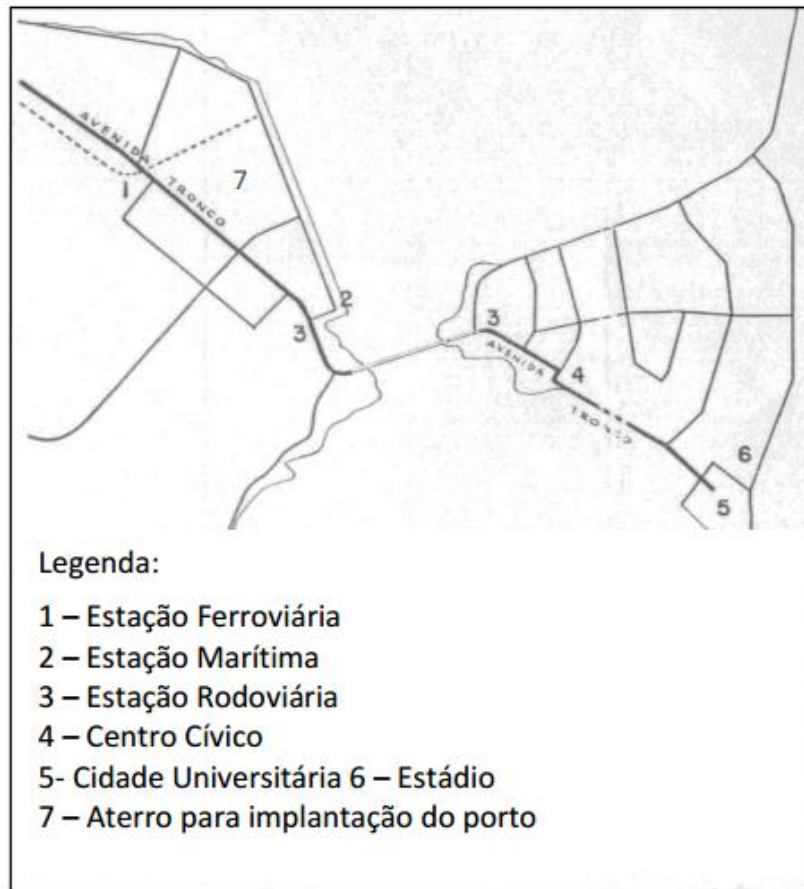 AVENIDA TRONCO
1
7
2
3
3
AVENIDA
4
TRONCO
6
5
Legenda:
1 – Estação Ferroviária
2 – Estação Marítima
3 – Estação Rodoviária
4 – Centro Cívico
5- Cidade Universitária 6 – Estádio
7 – Aterro para implantação do porto